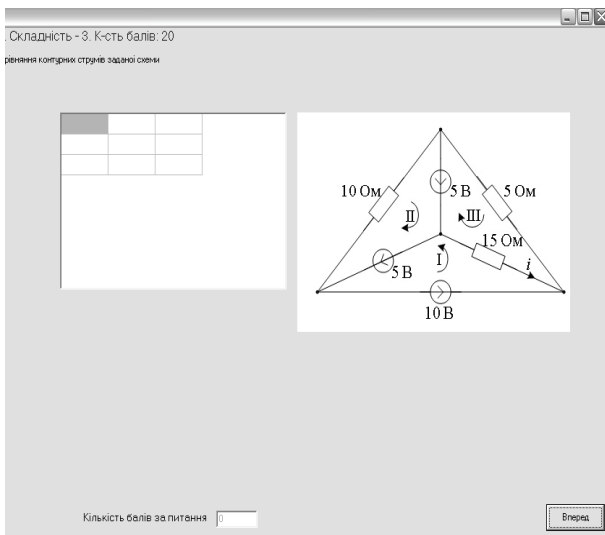 . Складність - 3. К-сть балів: 20
рівняння контурних струмів заданої схеми
10 Ом
5 В
5 Ом
II
III
15 Ом
I
i
5 В
10 В
Кількість балів за питання 0
Вперед